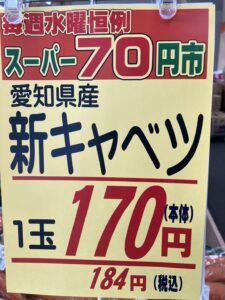 毎週水曜恒例
スーパー70円市
愛知県産
新キャベツ
1玉 170円 (本体)
184円 (税込)